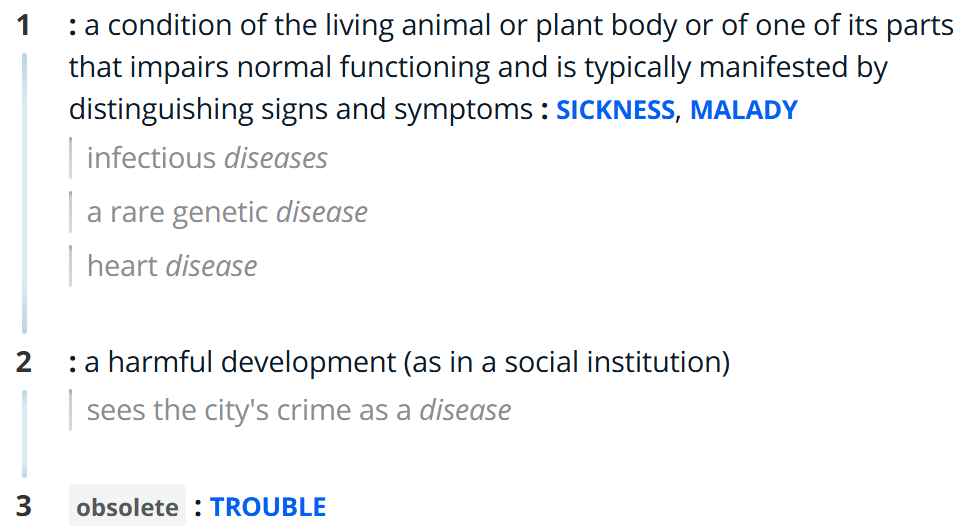 1 : a condition of the living animal or plant body or of one of its parts
that impairs normal functioning and is typically manifested by
distinguishing signs and symptoms : SICKNESS, MALADY
infectious diseases
a rare genetic disease
heart disease
2 : a harmful development (as in a social institution)
sees the city's crime as a disease
3 obsolete : TROUBLE